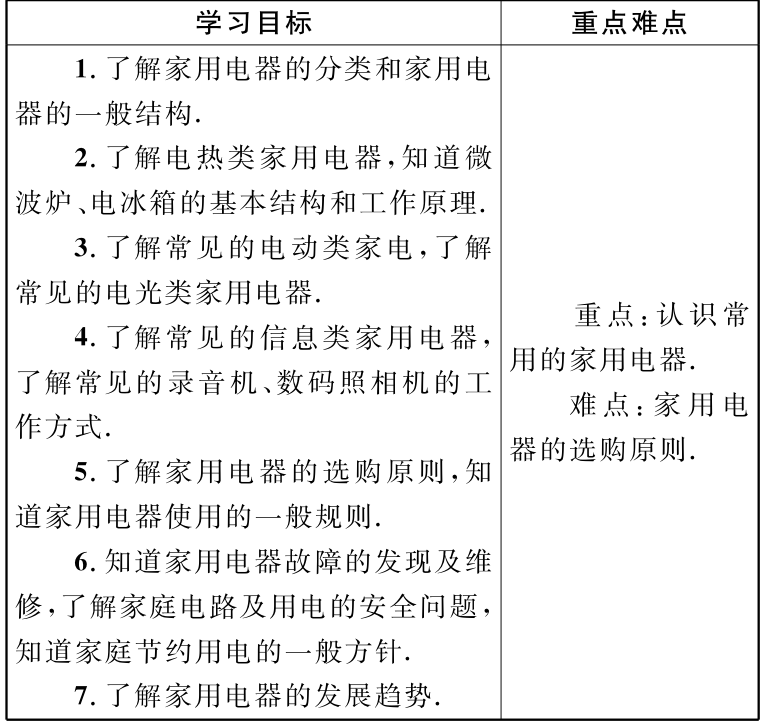 学习目标
重点难点
1. 了解家用电器的分类和家用电
器的一般结构.
2. 了解电热类家用电器,知道微
波炉、电冰箱的基本结构和工作原理.
3. 了解常见的电动类家电,了解
常见的电光类家用电器.
4. 了解常见的信息类家用电器,
了解常见的录音机、数码照相机的工
作方式.
5. 了解家用电器的选购原则,知
道家用电器使用的一般规则.
6. 知道家用电器故障的发现及维
修,了解家庭电路及用电的安全问题,
知道家庭节约用电的一般方针.
7. 了解家用电器的发展趋势.
重点:认识常
用的家用电器.
难点:家用电
器的选购原则.